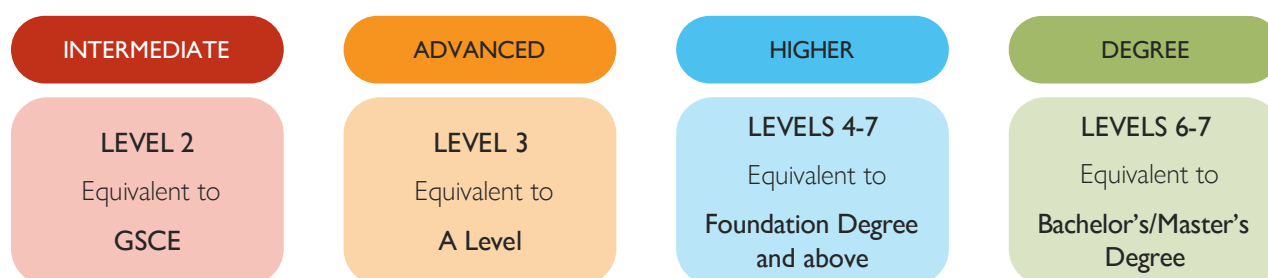 INTERMEDIATE
LEVEL 2
Equivalent to
GSCE
ADVANCED
LEVEL 3
Equivalent to
A Level
HIGHER
LEVELS 4-7
Equivalent to
Foundation Degree
and above
DEGREE
LEVELS 6-7
Equivalent to
Bachelor's/Master's
Degree